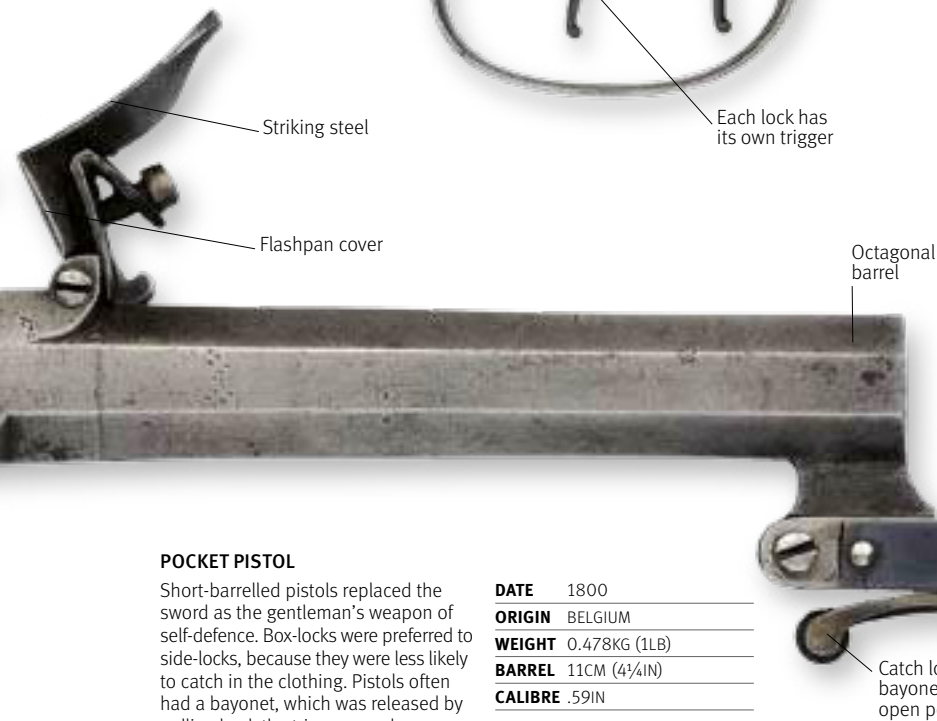 Each lock has
its own trigger
Striking steel
Flashpan cover
Octagonal
barrel
POCKET PISTOL
Short-barrelled pistols replaced the
sword as the gentleman's weapon of
self-defence. Box-locks were preferred to
side-locks, because they were less likely
to catch in the clothing. Pistols often
had a bayonet, which was released by
DATE 1800
ORIGIN BELGIUM
WEIGHT 0.478KG (1LB)
BARREL 11CM (4¼IN)
CALIBRE .59IN
Catch
open